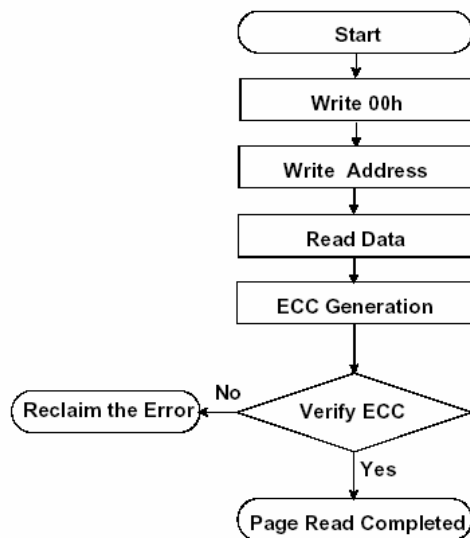 Start
Write 00h
Write Address
Read Data
ECC Generation
No
Reclaim the Error
Verify ECC
Yes
Page Read Completed